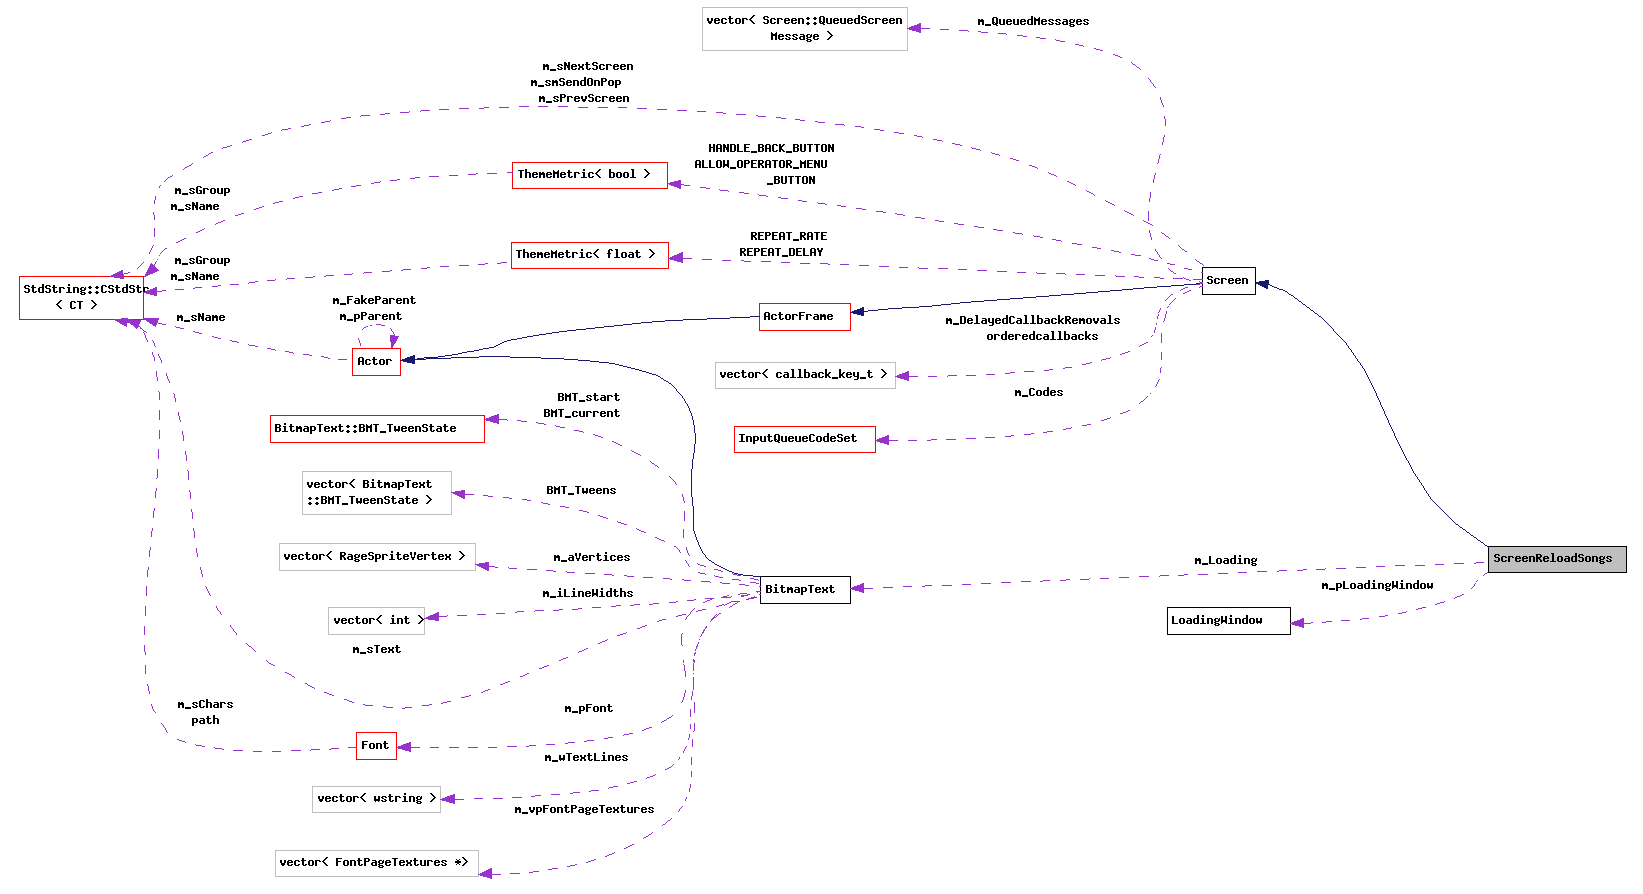 vector< Screen::QueuedScreen
Message >
m_QueuedMessages
m_sNextScreen
m_smSendOnPop
m_sPrevScreen
HANDLE_BACK_BUTTON
ALLOW_OPERATOR_MENU
_BUTTON
ThemeMetric< bool >
m_sGroup
m_sName
REPEAT_RATE
REPEAT_DELAY
ThemeMetric< float >
m_sGroup
m_sName
StdString::CStdStr
< CT >
Screen
m_FakeParent
m_pParent
m_sName
ActorFrame
m_DelayedCallbackRemovals
orderedcallbacks
Actor
vector< callback_key_t >
m_Codes
BMT_start
BMT_current
BitmapText::BMT_TweenState
InputQueueCodeSet
vector< BitmapText
::BMT_TweenState >
BMT_Tweens
vector< RageSpriteVertex >
m_aVertices
ScreenReloadSongs
m_Loading
m_pLoadingWindow
BitmapText
m_iLineWidths
vector< int >
LoadingWindow
m_sText
m_sChars
path
m_pFont
Font
m_wTextLines
vector< wstring >
m_vpFontPageTextures
vector< FontPageTextures *>